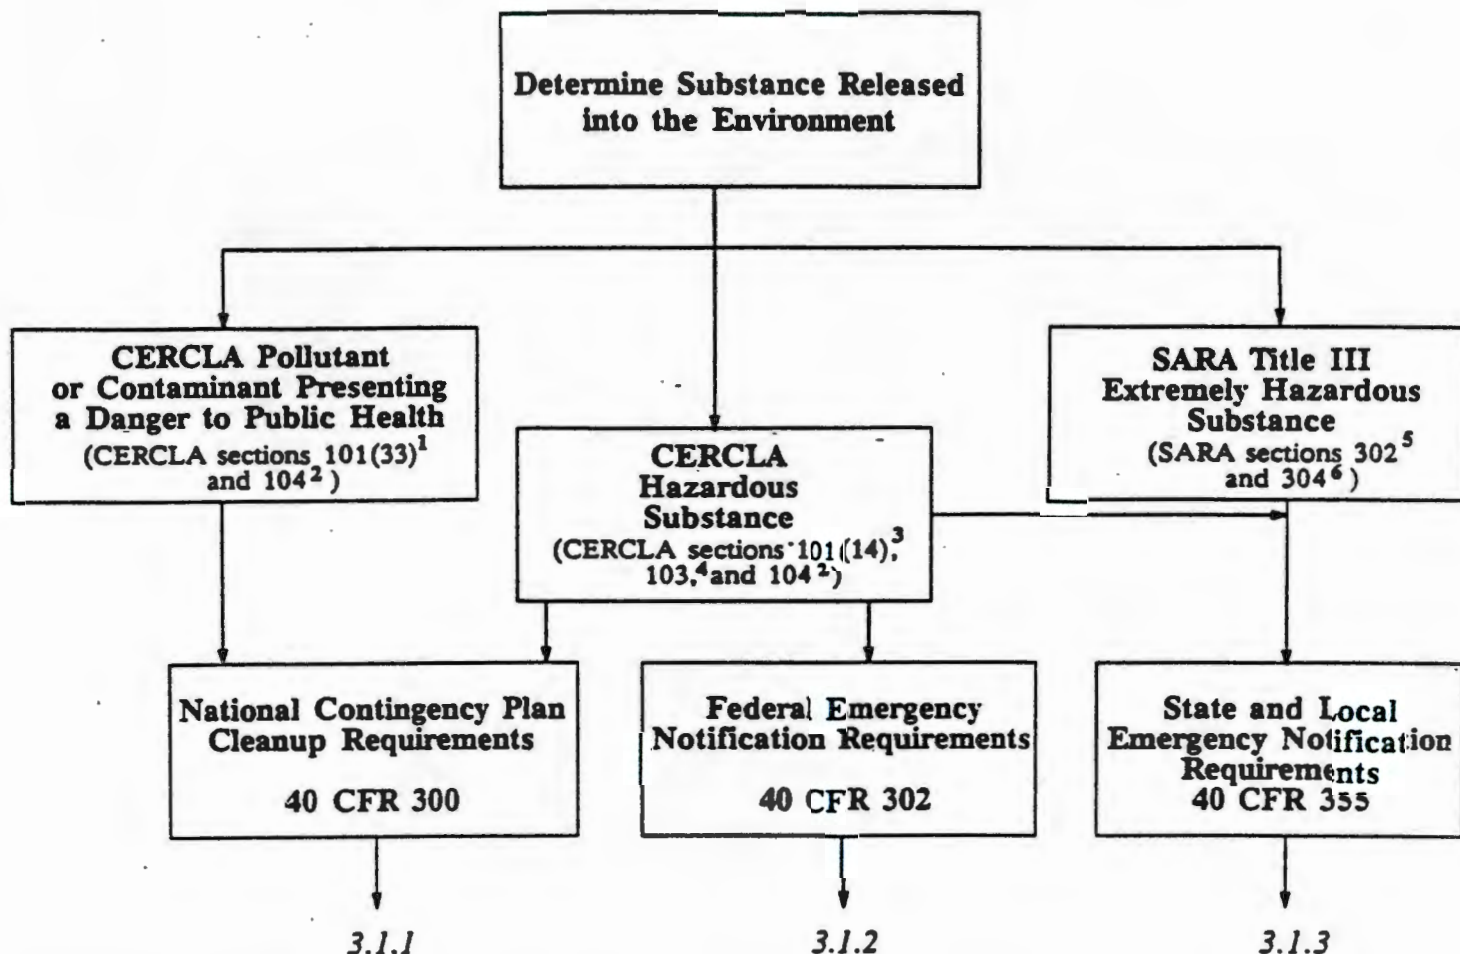 Determine Substance Released
into the Environment
CERCLA Pollutant
or Contaminant Presenting
a Danger to Public Health
(CERCLA sections 101(33)¹
and 104²)
CERCLA
Hazardous
Substance
(CERCLA sections 101(14),³
103,⁴ and 104²)
SARA Title III
Extremely Hazardous
Substance
(SARA sections 302⁵
and 304⁶)
National Contingency Plan
Cleanup Requirements
40 CFR 300
Federal Emergency
Notification Requirements
40 CFR 302
State and Local
Emergency Notification
Requirements
40 CFR 355
3.1.1
3.1.2
3.1.3